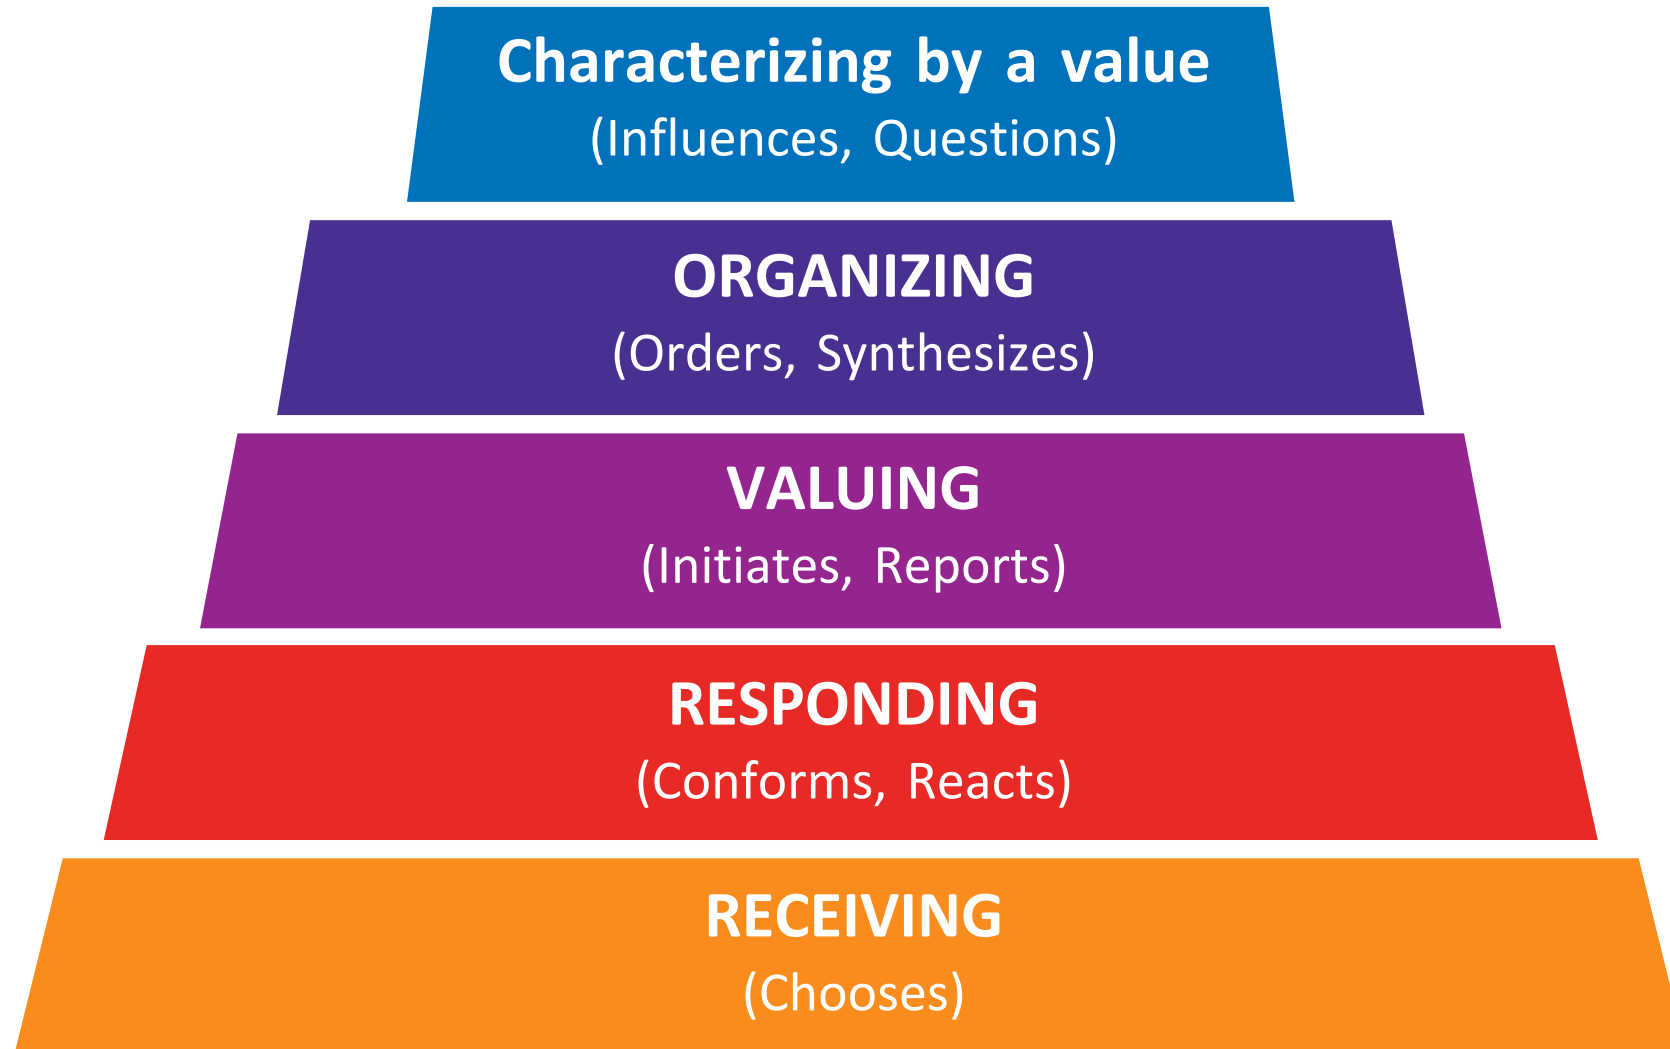 Characterizing by a value
(Influences, Questions)
ORGANIZING
(Orders, Synthesizes)
VALUING
(Initiates, Reports)
RESPONDING
(Conforms, Reacts)
RECEIVING
(Chooses)